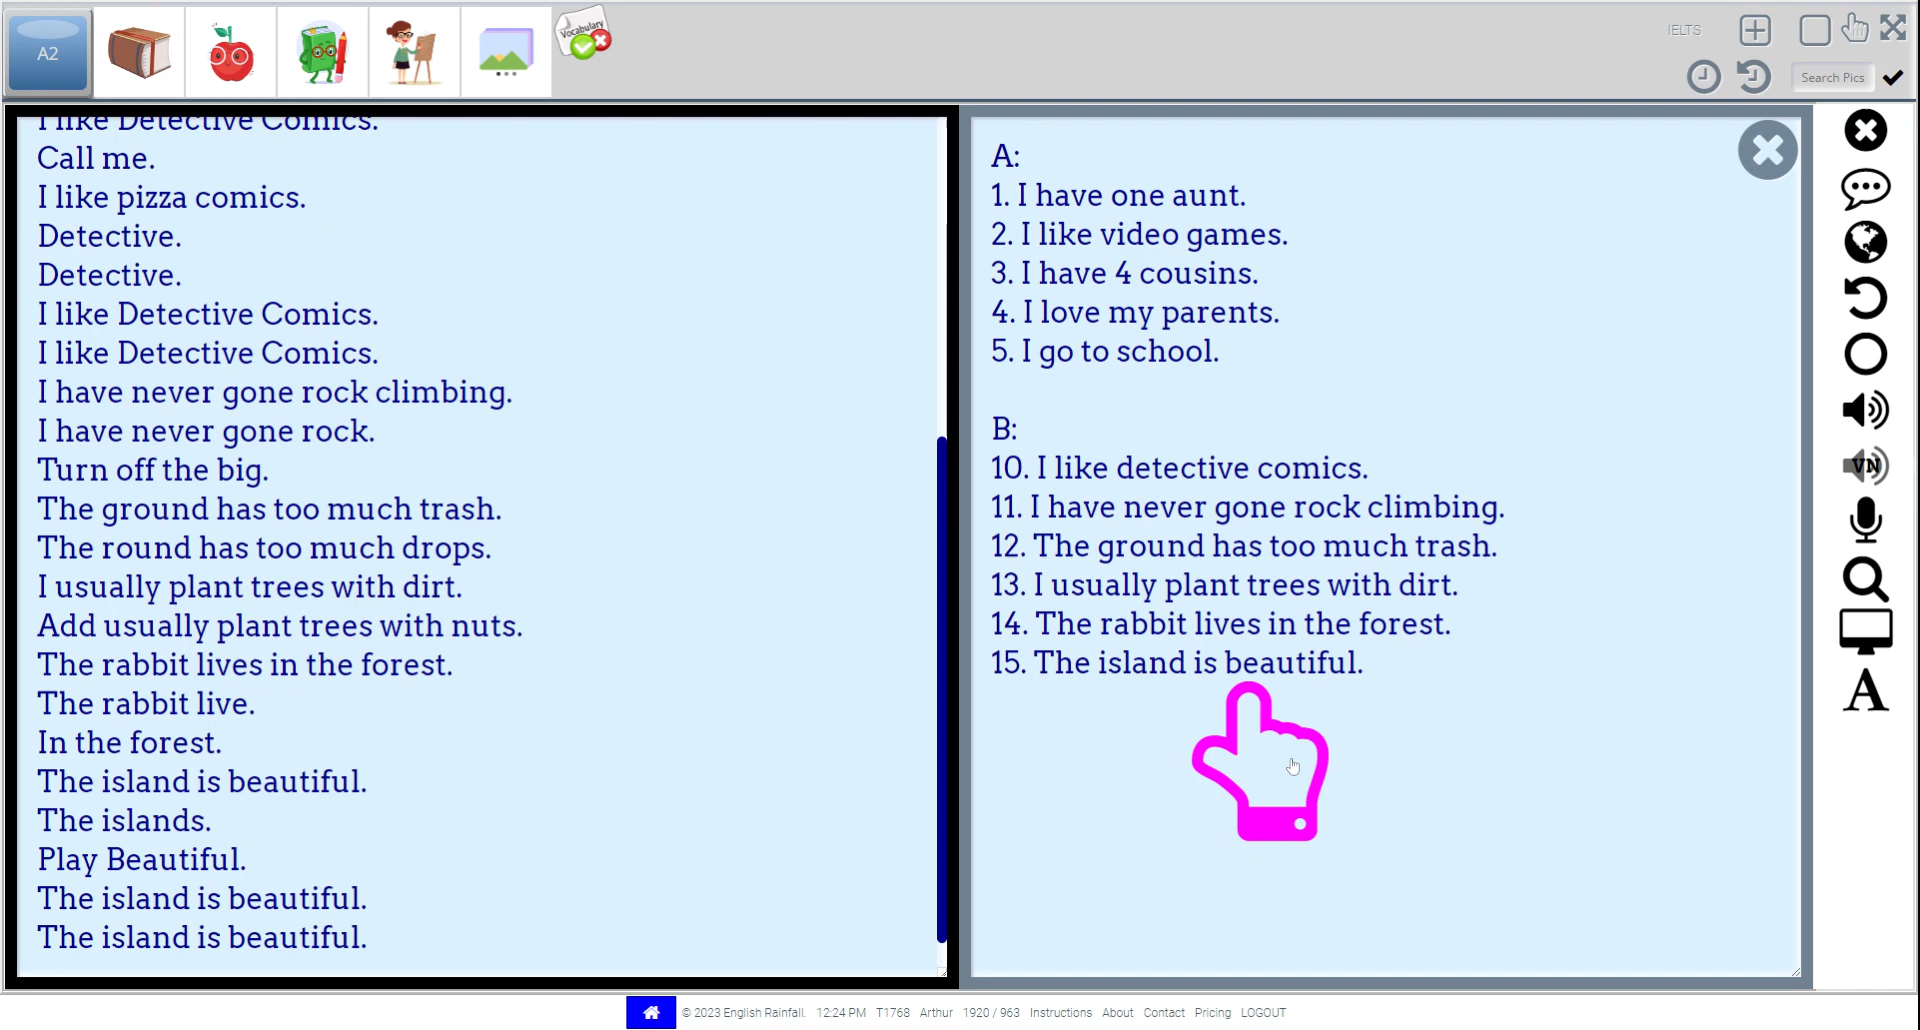 A2
Vocabulary
IELTS
Search Pics
I like Detective Comics.
Call me.
I like pizza comics.
Detective.
Detective.
I like Detective Comics.
I like Detective Comics.
I have never gone rock climbing.
I have never gone rock.
Turn off the big.
The ground has too much trash.
The round has too much drops.
I usually plant trees with dirt.
Add usually plant trees with nuts.
The rabbit lives in the forest.
The rabbit live.
In the forest.
The island is beautiful.
The islands.
Play Beautiful.
The island is beautiful.
The island is beautiful.
A:
1. I have one aunt.
2. I like video games.
3. I have 4 cousins.
4. I love my parents.
5. I go to school.
B:
10. I like detective comics.
11. I have never gone rock climbing.
12. The ground has too much trash.
13. I usually plant trees with dirt.
14. The rabbit lives in the forest.
15. The island is beautiful.
VN
A
© 2023 English Rainfall. 12:24 PM T1768 Arthur 1920 / 963 Instructions About Contact Pricing LOGOUT